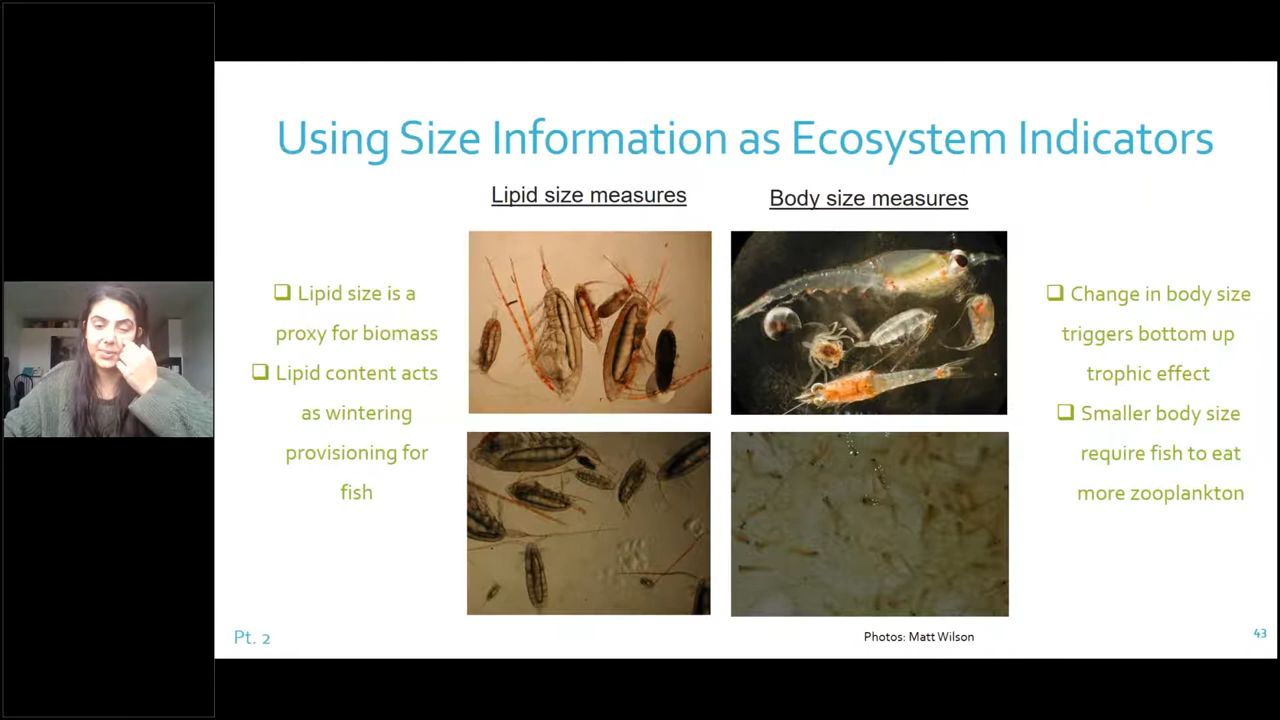 Using Size Information as Ecosystem Indicators
Lipid size measures
Body size measures
Lipid size is a
proxy for biomass
Lipid content acts
as wintering
provisioning for
fish
Change in body size
triggers bottom up
trophic effect
Smaller body size
require fish to eat
more zooplankton
Pt. 2
Photos: Matt Wilson
43